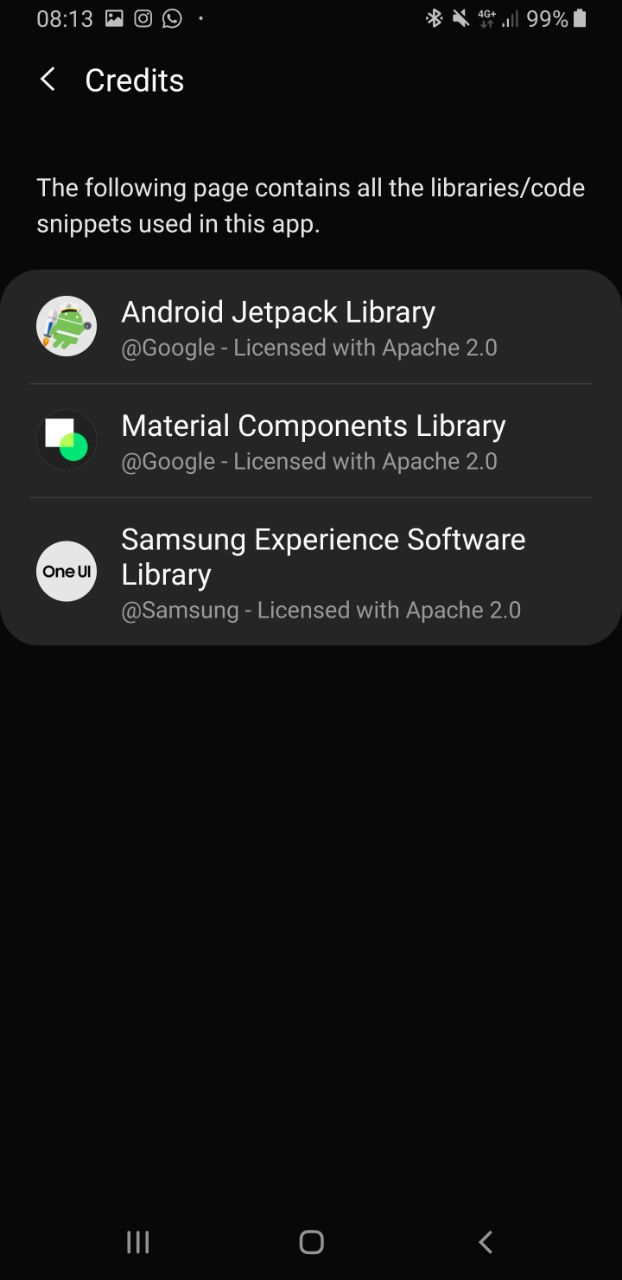 08:13
4G+
99%
Credits
The following page contains all the libraries/code
snippets used in this app.
Android Jetpack Library
@Google - Licensed with Apache 2.0
Material Components Library
@Google - Licensed with Apache 2.0
One UI
Samsung Experience Software
Library
@Samsung - Licensed with Apache 2.0